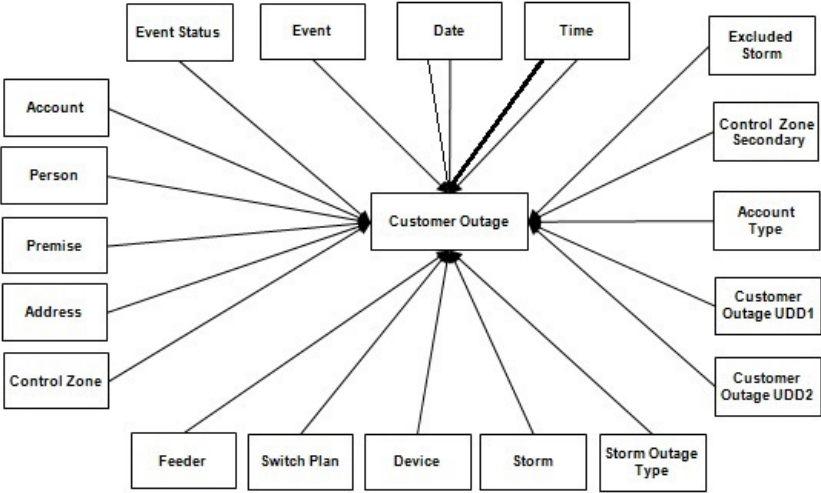 Event Status
Event
Date
Time
Excluded
Storm
Account
Control Zone
Secondary
Person
Customer Outage
Account
Type
Premise
Address
Customer
Outage UDD1
Control Zone
Customer
Outage UDD2
Feeder
Switch Plan
Device
Storm
Storm Outage
Type